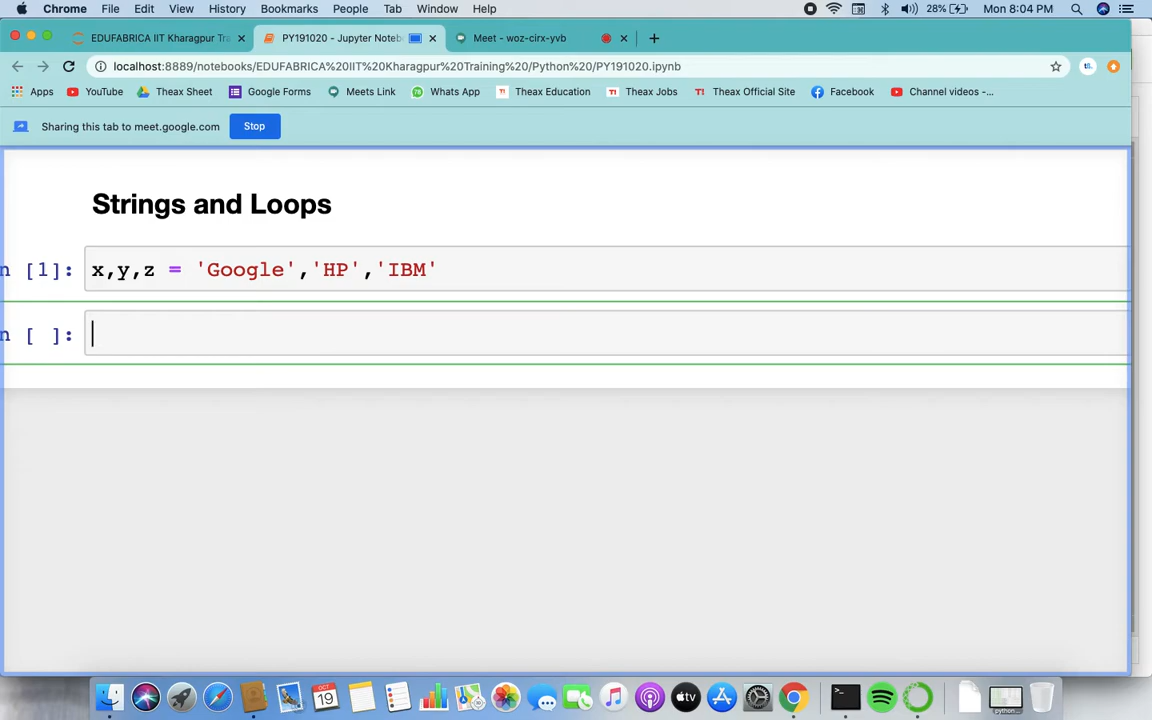 Chrome File Edit View History Bookmarks People Tab Window Help 28% Mon 8:04 PM
EDUFABRICA IIT Kharagpur Tra PY191020 - Jupyter Noteb Meet - woz-cirx-yvb
localhost:8889/notebooks/EDUFABRICA%20IIT%20Kharagpur%20Training%20/Python%20/PY191020.ipynb
Apps YouTube Theax Sheet Google Forms Meets Link Whats App Theax Education Theax Jobs Theax Official Site Facebook Channel videos -...
Sharing this tab to meet.google.com Stop
Strings and Loops
n [1]: x,y,z = 'Google','HP','IBM'
n [ ]: